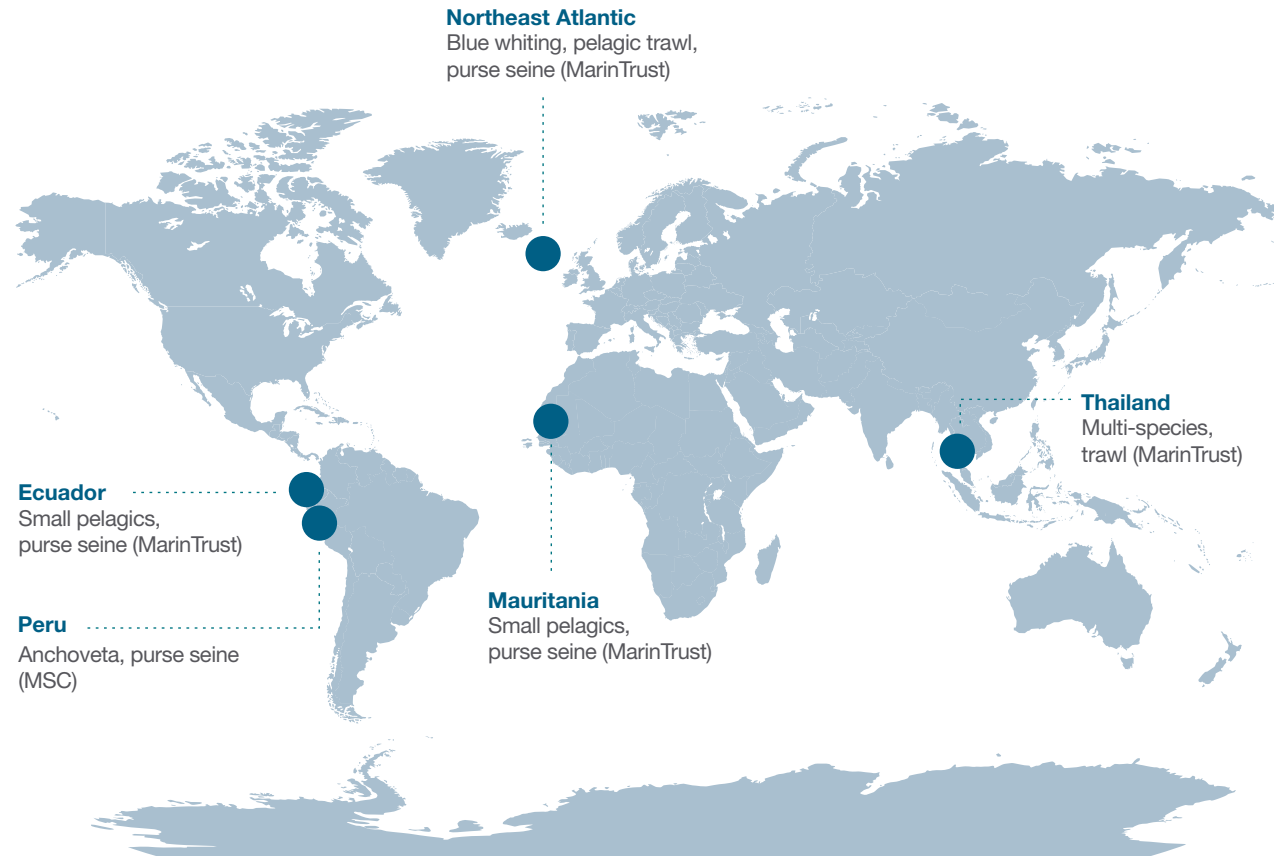 Northeast Atlantic
Blue whiting, pelagic trawl,
purse seine (MarinTrust)
Thailand
Multi-species,
trawl (MarinTrust)
Ecuador
Small pelagics,
purse seine (MarinTrust)
Mauritania
Small pelagics,
purse seine (MarinTrust)
Peru
Anchoveta, purse seine
(MSC)